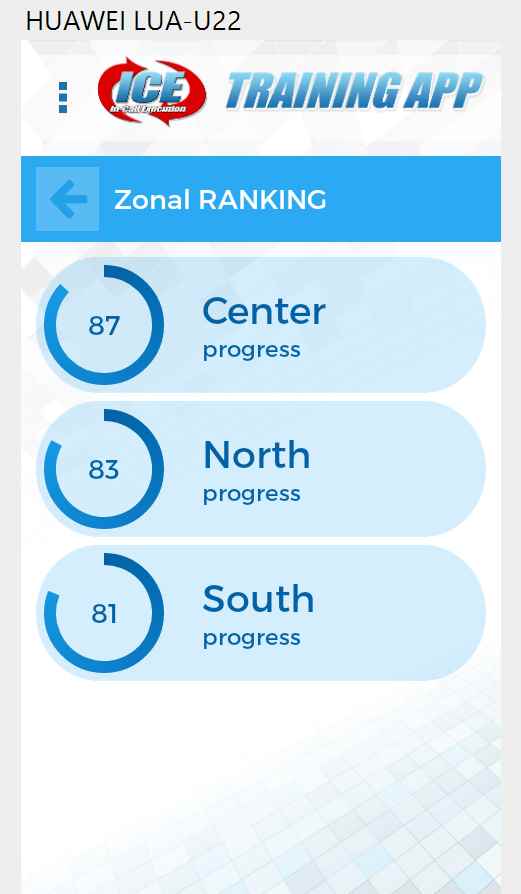 HUAWEI LUA-U22
ICE
In Call Education
TRAINING APP
Zonal RANKING
87
Center
progress
83
North
progress
81
South
progress